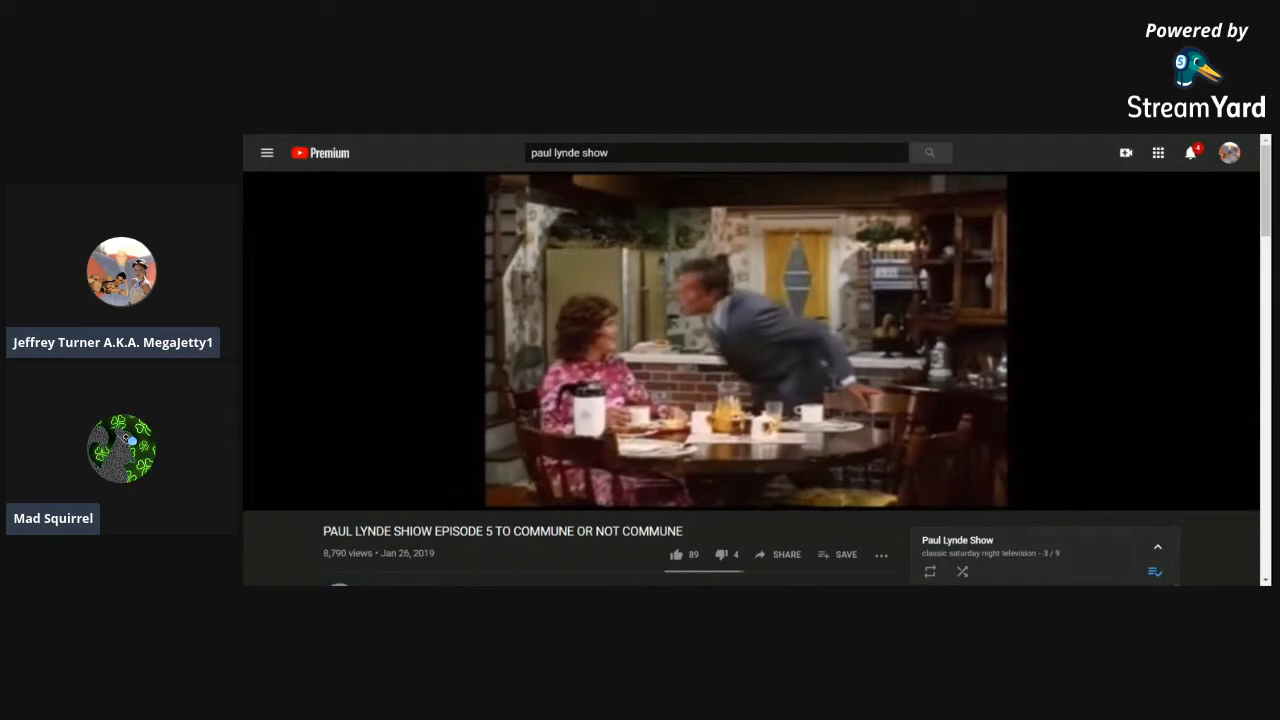 Powered by
StreamYard
Premium
paul lynde show
4
Jeffrey Turner A.K.A. MegaJetty1
Mad Squirrel
PAUL LYNDE SHIOW EPISODE 5 TO COMMUNE OR NOT COMMUNE
8,790 views • Jan 26, 2019
89
4
SHARE
SAVE
Paul Lynde Show
classic saturday night television - 3 / 9